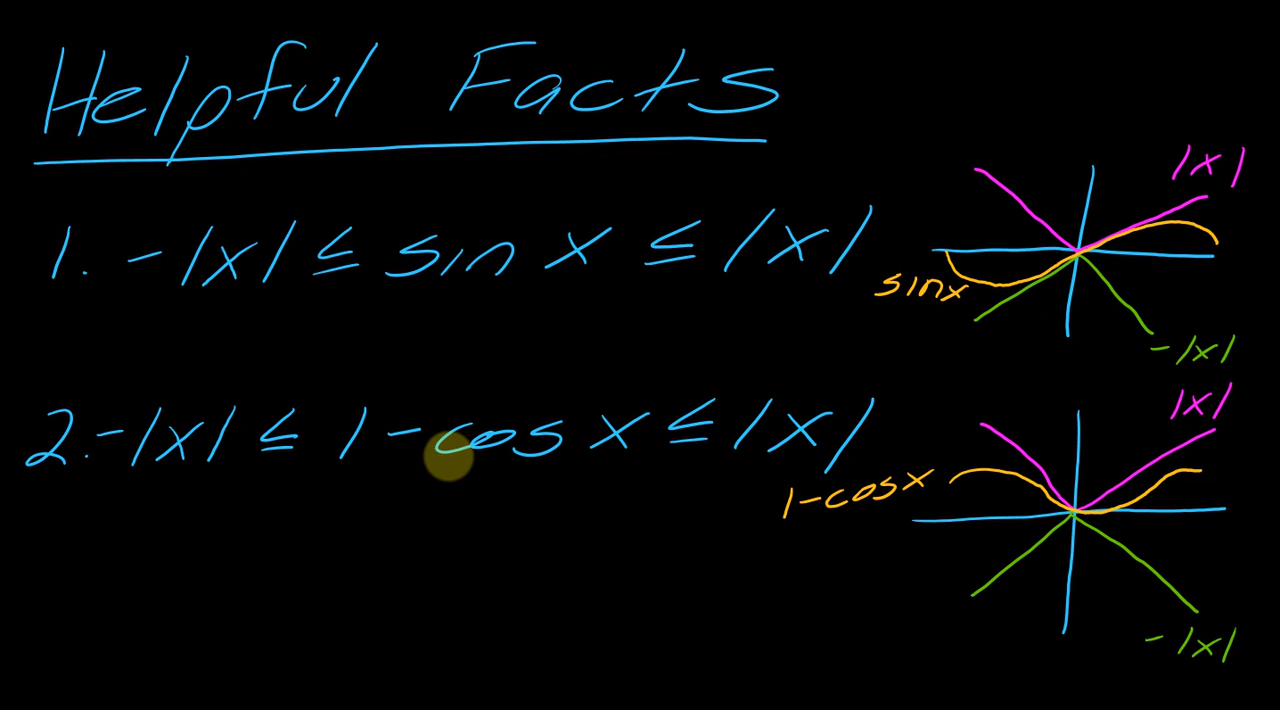 Helpful Facts
1. -|x| ≤ sin x ≤ |x|
|x|
sinx
-|x|
2. -|x| ≤ 1 - cos x ≤ |x|
|x|
1-cosx
-|x|